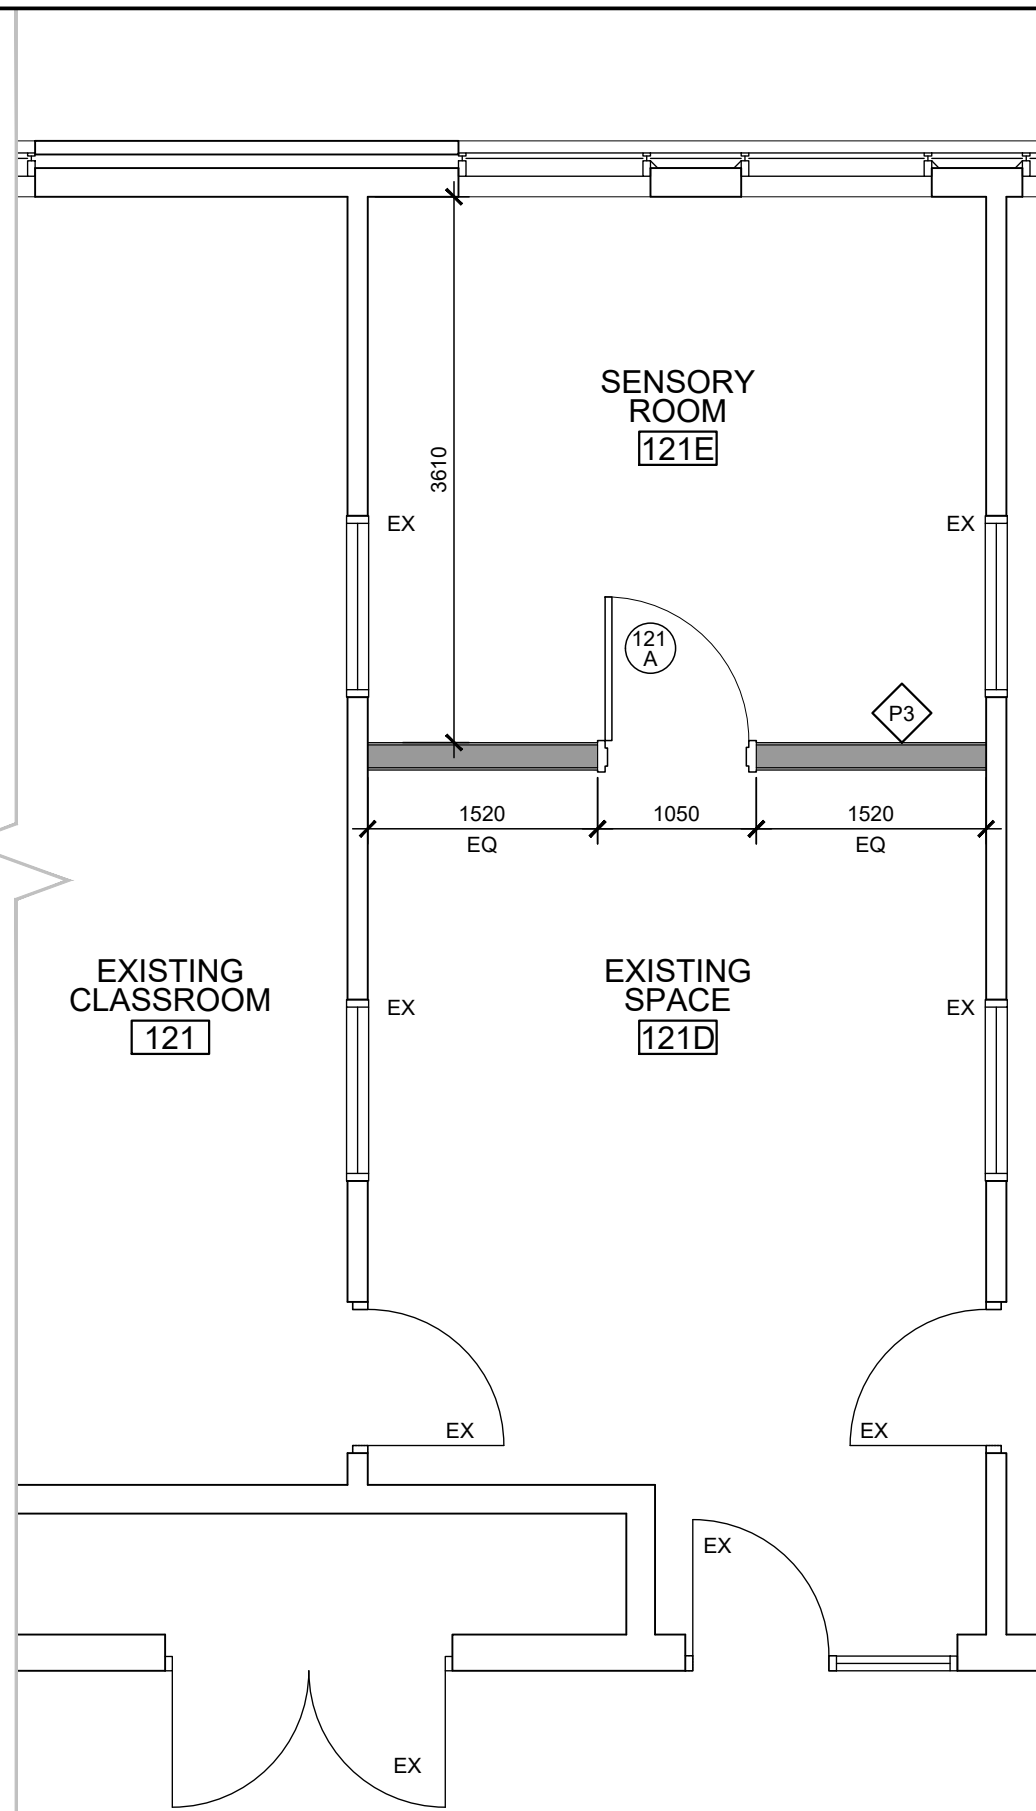 SENSORY
ROOM
121E
3610
EX
EX
121
A
P3
1520
1050
1520
EQ
EQ
EXISTING
CLASSROOM
121
EXISTING
SPACE
121D
EX
EX
EX
EX
EX
EX